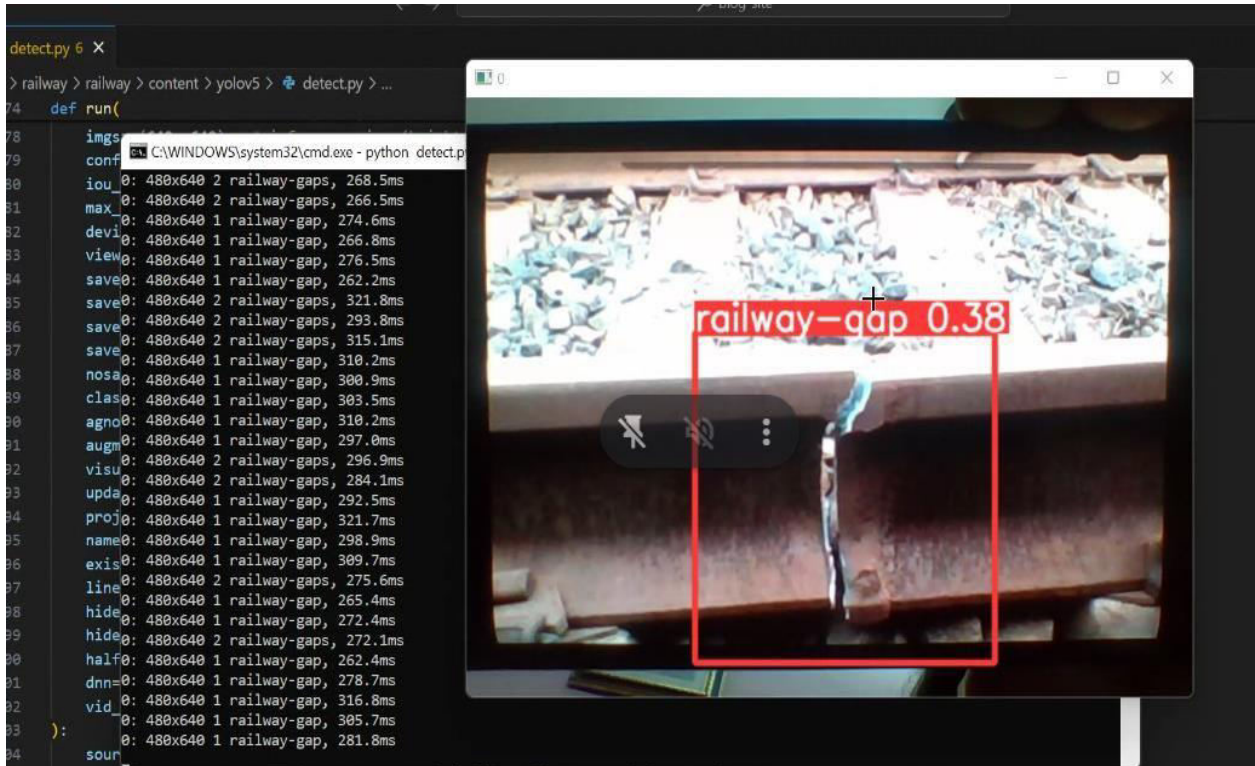 blog site
detect.py 6 ×
> railway > railway > content > yolov5 > detect.py > ...
74 def run(
78 imgs
79 conf
80 iou_
81 max_
82 devi
83 view
84 save
85 save
86 save
87 save
88 nosa
89 clas
90 agno
91 augm
92 visu
93 upda
94 proj
95 name
96 exis
97 line
98 hide
99 hide
00 half
01 dnn=
02 vid_
03 ):
04 sour
C:\WINDOWS\system32\cmd.exe - python detect.p
0: 480x640 2 railway-gaps, 268.5ms
0: 480x640 2 railway-gaps, 266.5ms
0: 480x640 1 railway-gap, 274.6ms
0: 480x640 1 railway-gap, 266.8ms
0: 480x640 1 railway-gap, 276.5ms
0: 480x640 1 railway-gap, 262.2ms
0: 480x640 2 railway-gaps, 321.8ms
0: 480x640 2 railway-gaps, 293.8ms
0: 480x640 2 railway-gaps, 315.1ms
0: 480x640 1 railway-gap, 310.2ms
0: 480x640 1 railway-gap, 300.9ms
0: 480x640 1 railway-gap, 303.5ms
0: 480x640 1 railway-gap, 310.2ms
0: 480x640 1 railway-gap, 297.0ms
0: 480x640 2 railway-gaps, 296.9ms
0: 480x640 2 railway-gaps, 284.1ms
0: 480x640 1 railway-gap, 292.5ms
0: 480x640 1 railway-gap, 321.7ms
0: 480x640 1 railway-gap, 298.9ms
0: 480x640 1 railway-gap, 309.7ms
0: 480x640 2 railway-gaps, 275.6ms
0: 480x640 1 railway-gap, 265.4ms
0: 480x640 1 railway-gap, 272.4ms
0: 480x640 2 railway-gaps, 272.1ms
0: 480x640 1 railway-gap, 262.4ms
0: 480x640 1 railway-gap, 278.7ms
0: 480x640 1 railway-gap, 316.8ms
0: 480x640 1 railway-gap, 305.7ms
0: 480x640 1 railway-gap, 281.8ms
0
railway-gap 0.38